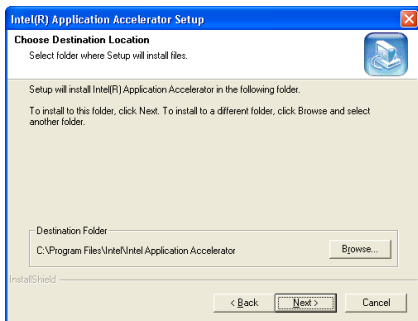 Intel(R) Application Accelerator Setup
Choose Destination Location
Select folder where Setup will install files.
Setup will install Intel(R) Application Accelerator in the following folder.
To install to this folder, click Next. To install to a different folder, click Browse and select
another folder.
Destination Folder
C:\Program Files\Intel\Intel Application Accelerator
Browse...
InstallShield
< Back
Next >
Cancel